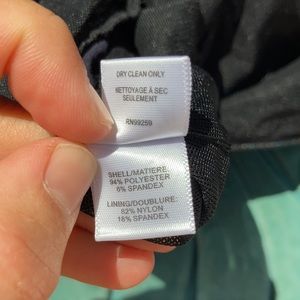 DRY CLEAN ONLY
NETTOYAGE À SEC
SEULEMENT
RN99259
SHELL/MATIERE:
94% POLYESTER
6% SPANDEX
LINING/DOUBLURE:
82% NYLON
18% SPANDEX